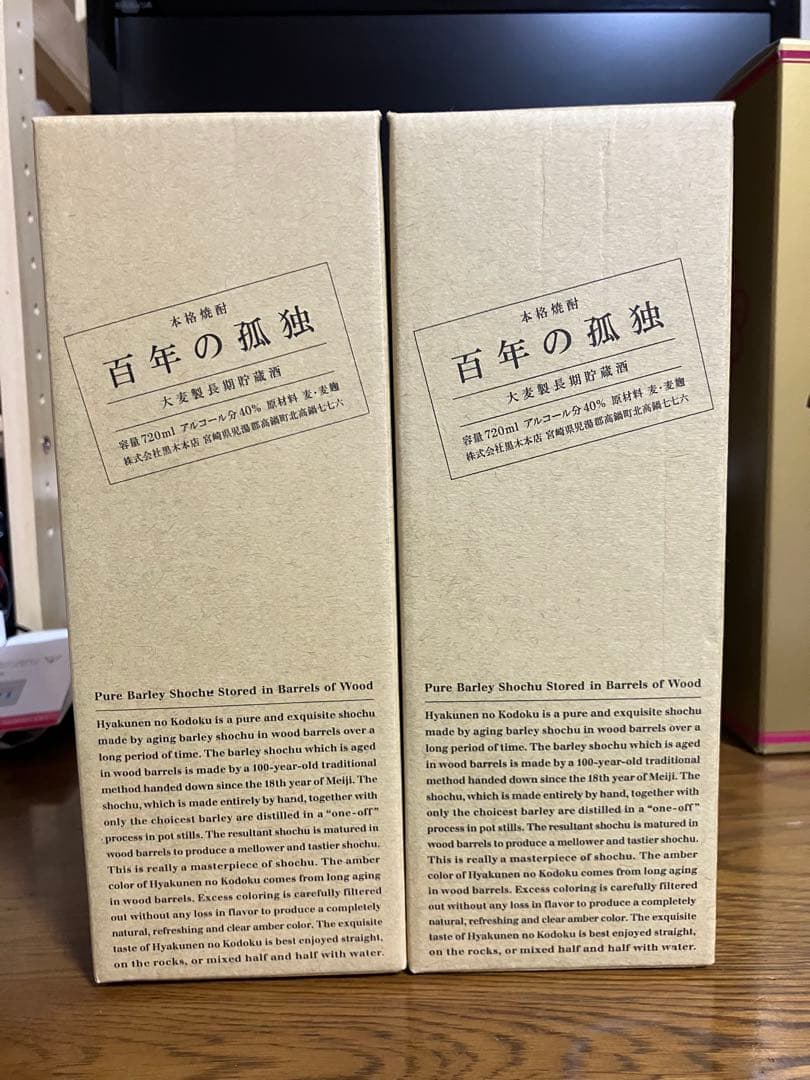 本格焼酎
百年の孤独
大麦製長期貯蔵酒
容量720ml アルコール分40% 原材料 麦・麦麹
株式会社黒木本店 宮崎県児湯郡高鍋町北高鍋七七六
Pure Barley Shochu Stored in Barrels of Wood
Hyakunen no Kodoku is a pure and exquisite shochu
made by aging barley shochu in wood barrels over a
long period of time. The barley shochu which is aged
in wood barrels is made by a 100-year-old traditional
method handed down since the 18th year of Meiji. The
shochu, which is made entirely by hand, together with
only the choicest barley are distilled in a “one-off”
process in pot stills. The resultant shochu is matured in
wood barrels to produce a mellower and tastier shochu.
This is really a masterpiece of shochu. The amber
color of Hyakunen no Kodoku comes from long aging
in wood barrels. Excess coloring is carefully filtered
out without any loss in flavor to produce a completely
natural, refreshing and clear amber color. The exquisite
taste of Hyakunen no Kodoku is best enjoyed straight,
on the rocks, or mixed half and half with water.
本格焼酎
百年の孤独
大麦製長期貯蔵酒
容量720ml アルコール分40% 原材料 麦・麦麹
株式会社黒木本店 宮崎県児湯郡高鍋町北高鍋七七六
Pure Barley Shochu Stored in Barrels of Wood
Hyakunen no Kodoku is a pure and exquisite shochu
made by aging barley shochu in wood barrels over a
long period of time. The barley shochu which is aged
in wood barrels is made by a 100-year-old traditional
method handed down since the 18th year of Meiji. The
shochu, which is made entirely by hand, together with
only the choicest barley are distilled in a “one-off”
process in pot stills. The resultant shochu is matured in
wood barrels to produce a mellower and tastier shochu.
This is really a masterpiece of shochu. The amber
color of Hyakunen no Kodoku comes from long aging
in wood barrels. Excess coloring is carefully filtered
out without any loss in flavor to produce a completely
natural, refreshing and clear amber color. The exquisite
taste of Hyakunen no Kodoku is best enjoyed straight,
on the rocks, or mixed half and half with water.